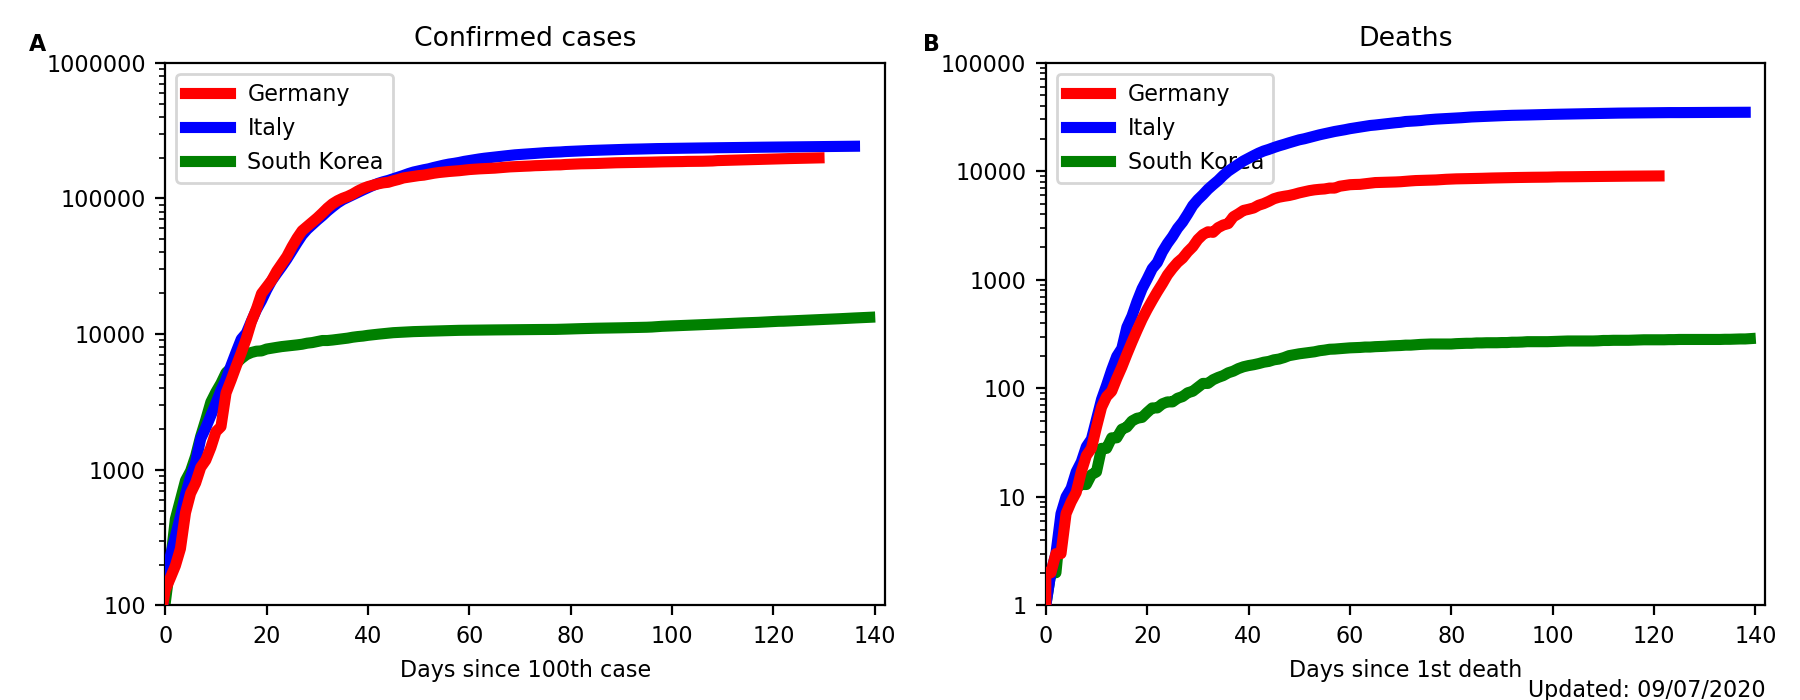 A
Confirmed cases
1000000
100000
10000
1000
100
Germany
Italy
South Korea
0 20 40 60 80 100 120 140
Days since 100th case
B
Deaths
100000
10000
1000
100
10
1
Germany
Italy
South Korea
0 20 40 60 80 100 120 140
Days since 1st death
Updated: 09/07/2020